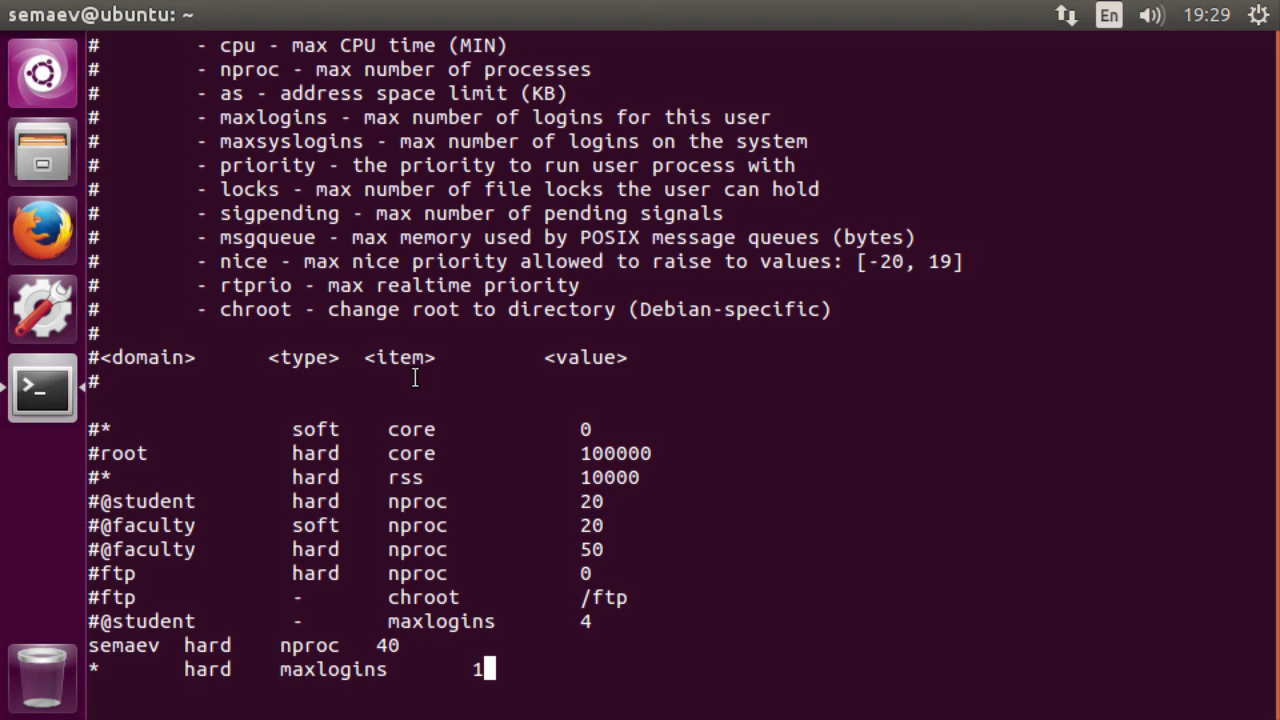 semaev@ubuntu: ~
En
19:29
#        - cpu - max CPU time (MIN)
#        - nproc - max number of processes
#        - as - address space limit (KB)
#        - maxlogins - max number of logins for this user
#        - maxsyslogins - max number of logins on the system
#        - priority - the priority to run user process with
#        - locks - max number of file locks the user can hold
#        - sigpending - max number of pending signals
#        - msgqueue - max memory used by POSIX message queues (bytes)
#        - nice - max nice priority allowed to raise to values: [-20, 19]
#        - rtprio - max realtime priority
#        - chroot - change root to directory (Debian-specific)
#
#<domain>      <type>  <item>         <value>
#
#*               soft    core            0
#root            hard    core            100000
#*               hard    rss             10000
#@student        hard    nproc           20
#@faculty        soft    nproc           20
#@faculty        hard    nproc           50
#ftp             hard    nproc           0
#ftp             -       chroot          /ftp
#@student        -       maxlogins       4
semaev  hard    nproc   40
*       hard    maxlogins       1